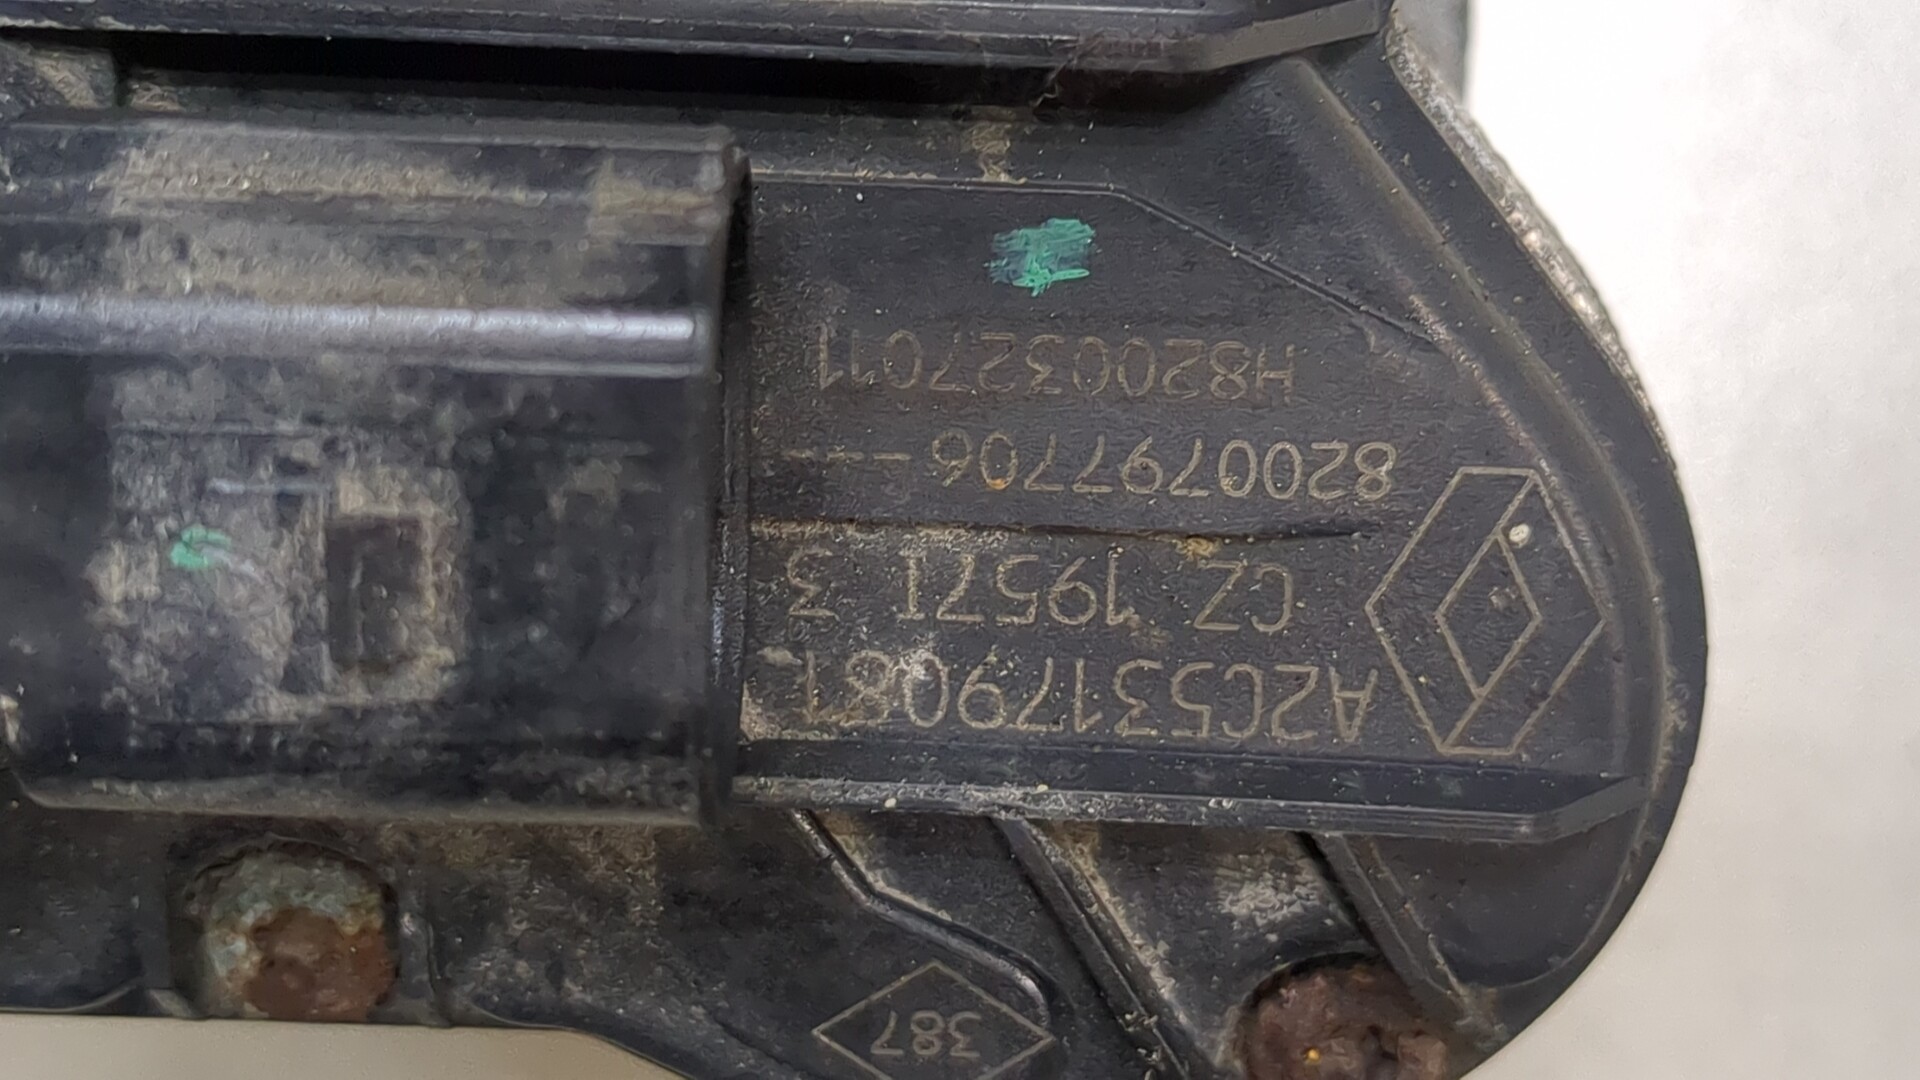 387
A2C53179081
CZ 1957I 3
8200797706 ----
H8200327011